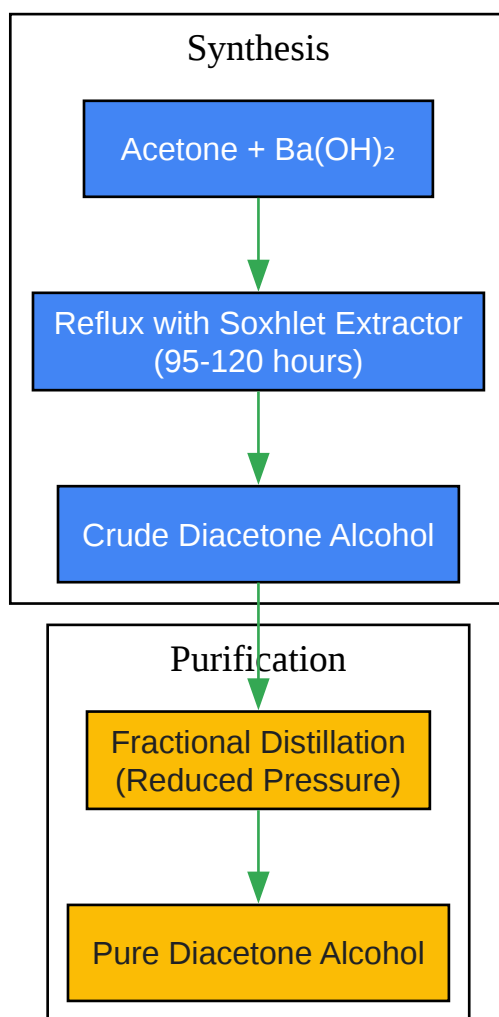 Synthesis
Acetone + Ba(OH)₂
Reflux with Soxhlet Extractor
(95-120 hours)
Crude Diacetone Alcohol
Purification
Fractional Distillation
(Reduced Pressure)
Pure Diacetone Alcohol